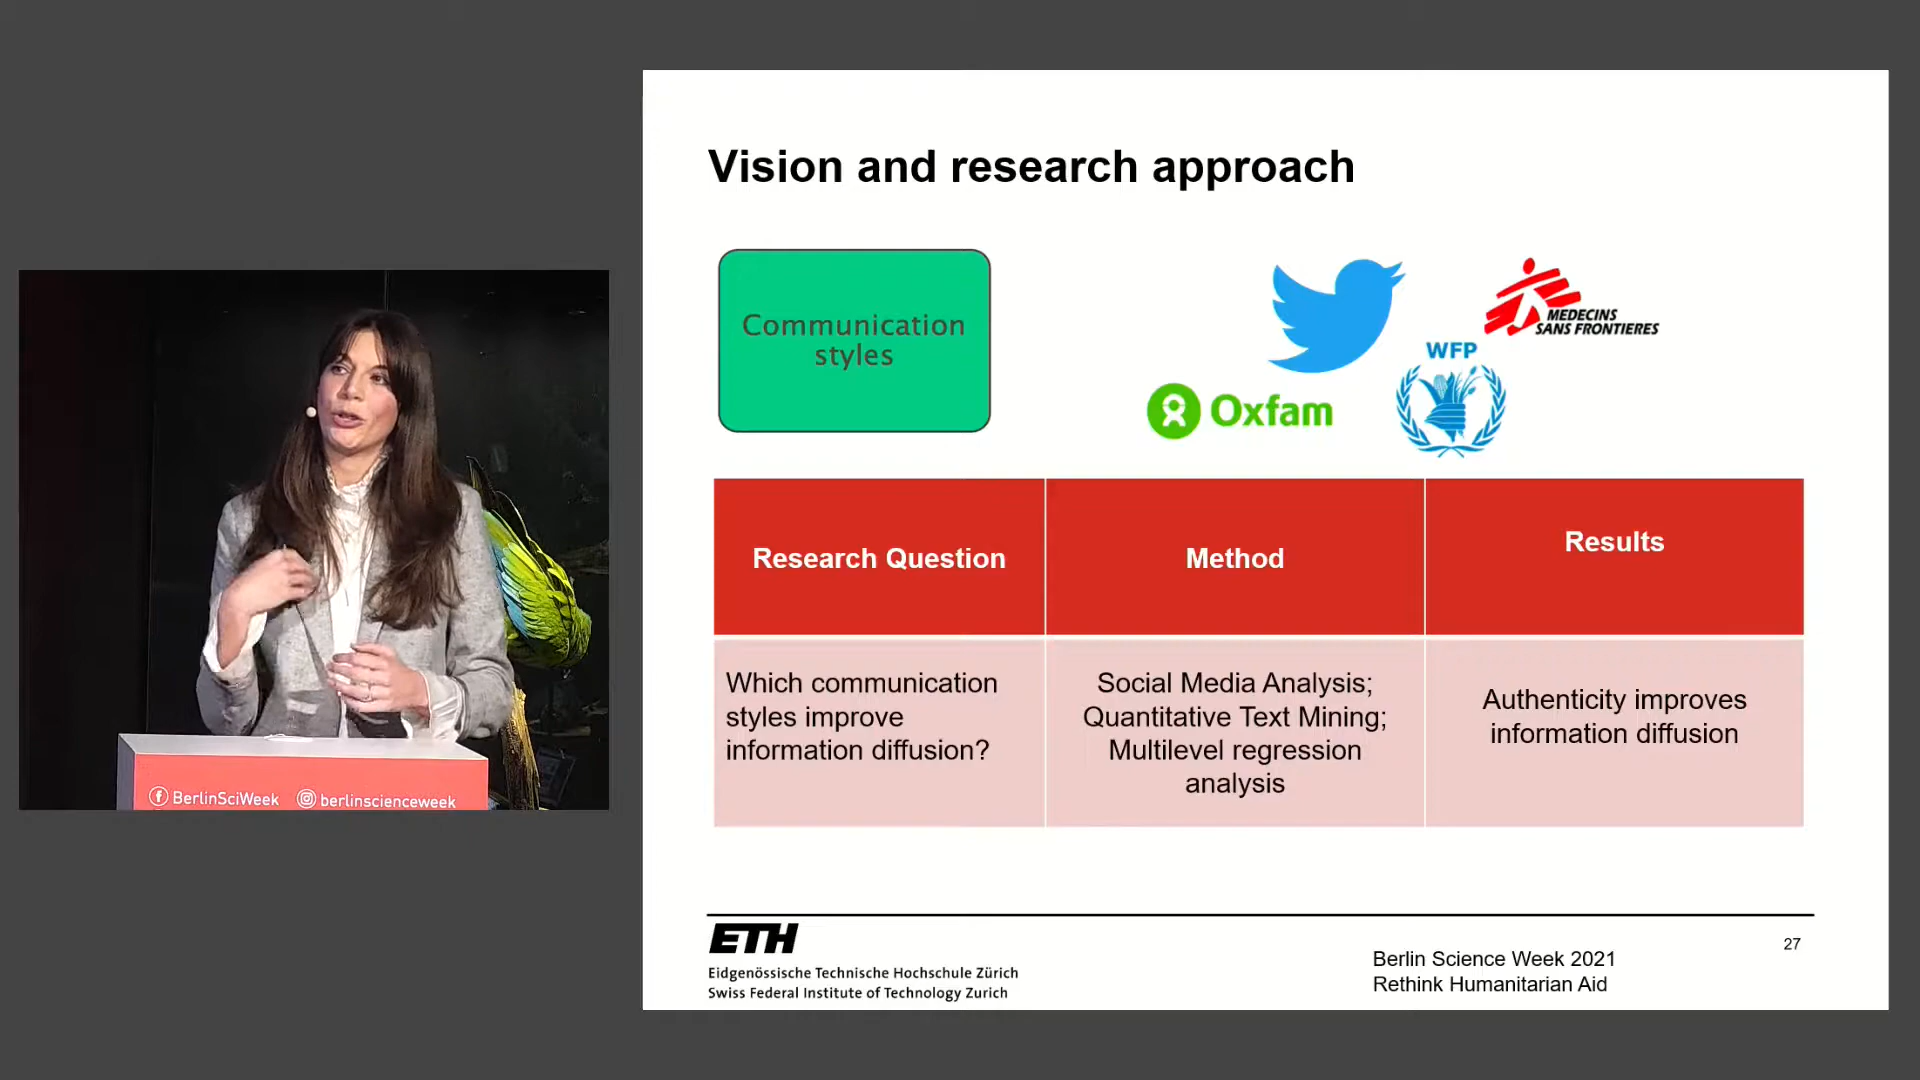 Vision and research approach
Communication
styles
MEDECINS
SANS FRONTIERES
WFP
Oxfam
Research Question
Method
Results
Which communication
styles improve
information diffusion?
Social Media Analysis;
Quantitative Text Mining;
Multilevel regression
analysis
Authenticity improves
information diffusion
BerlinSciWeek berlinscienceweek
ETH
Eidgenössische Technische Hochschule Zürich
Swiss Federal Institute of Technology Zurich
27
Berlin Science Week 2021
Rethink Humanitarian Aid